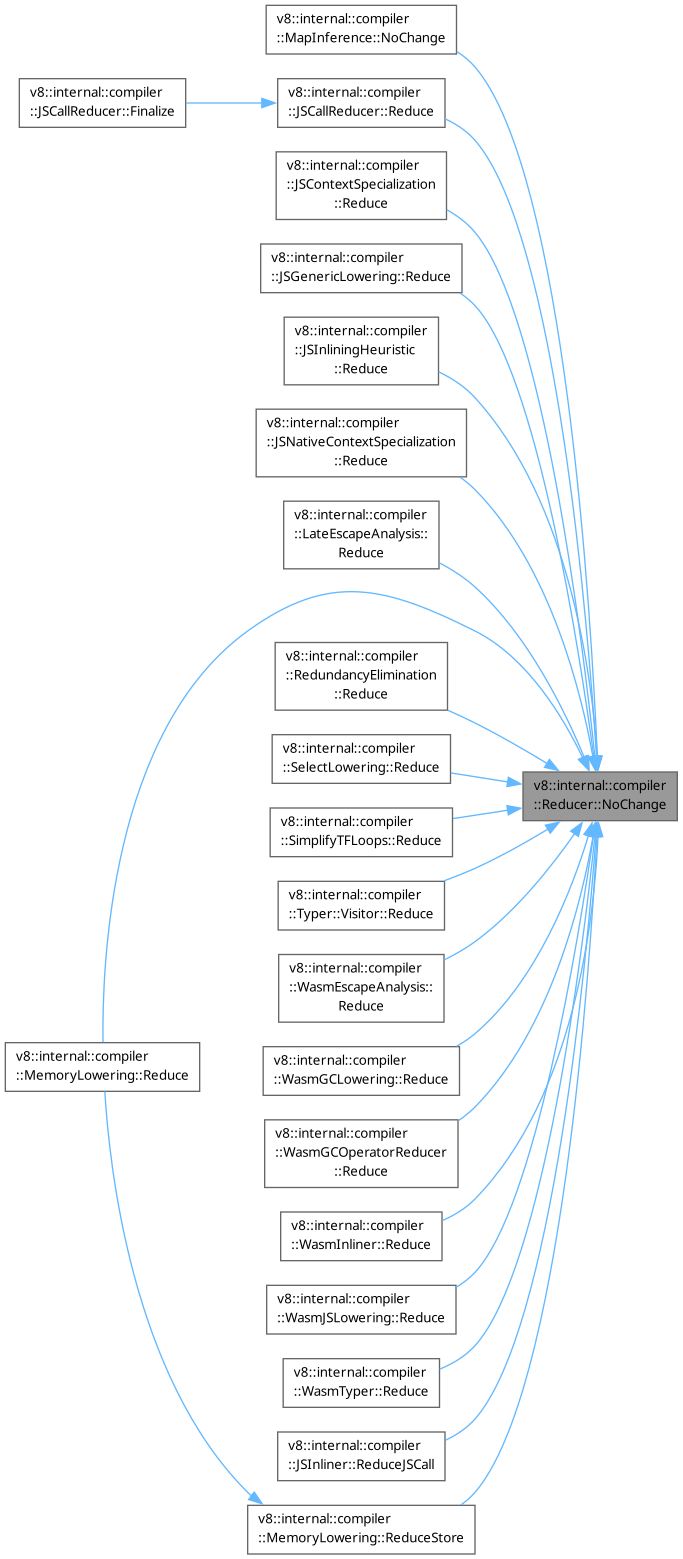 v8::internal::compiler
::MapInference::NoChange
v8::internal::compiler
::JSCallReducer::Finalize
v8::internal::compiler
::JSCallReducer::Reduce
v8::internal::compiler
::JSContextSpecialization
::Reduce
v8::internal::compiler
::JSGenericLowering::Reduce
v8::internal::compiler
::JSInliningHeuristic
::Reduce
v8::internal::compiler
::JSNativeContextSpecialization
::Reduce
v8::internal::compiler
::LateEscapeAnalysis::
Reduce
v8::internal::compiler
::RedundancyElimination
::Reduce
v8::internal::compiler
::SelectLowering::Reduce
v8::internal::compiler
::Reducer::NoChange
v8::internal::compiler
::SimplifyTFLoops::Reduce
v8::internal::compiler
::Typer::Visitor::Reduce
v8::internal::compiler
::WasmEscapeAnalysis::
Reduce
v8::internal::compiler
::MemoryLowering::Reduce
v8::internal::compiler
::WasmGCLowering::Reduce
v8::internal::compiler
::WasmGCOperatorReducer
::Reduce
v8::internal::compiler
::WasmInliner::Reduce
v8::internal::compiler
::WasmJSLowering::Reduce
v8::internal::compiler
::WasmTyper::Reduce
v8::internal::compiler
::JSInliner::ReduceJSCall
v8::internal::compiler
::MemoryLowering::ReduceStore